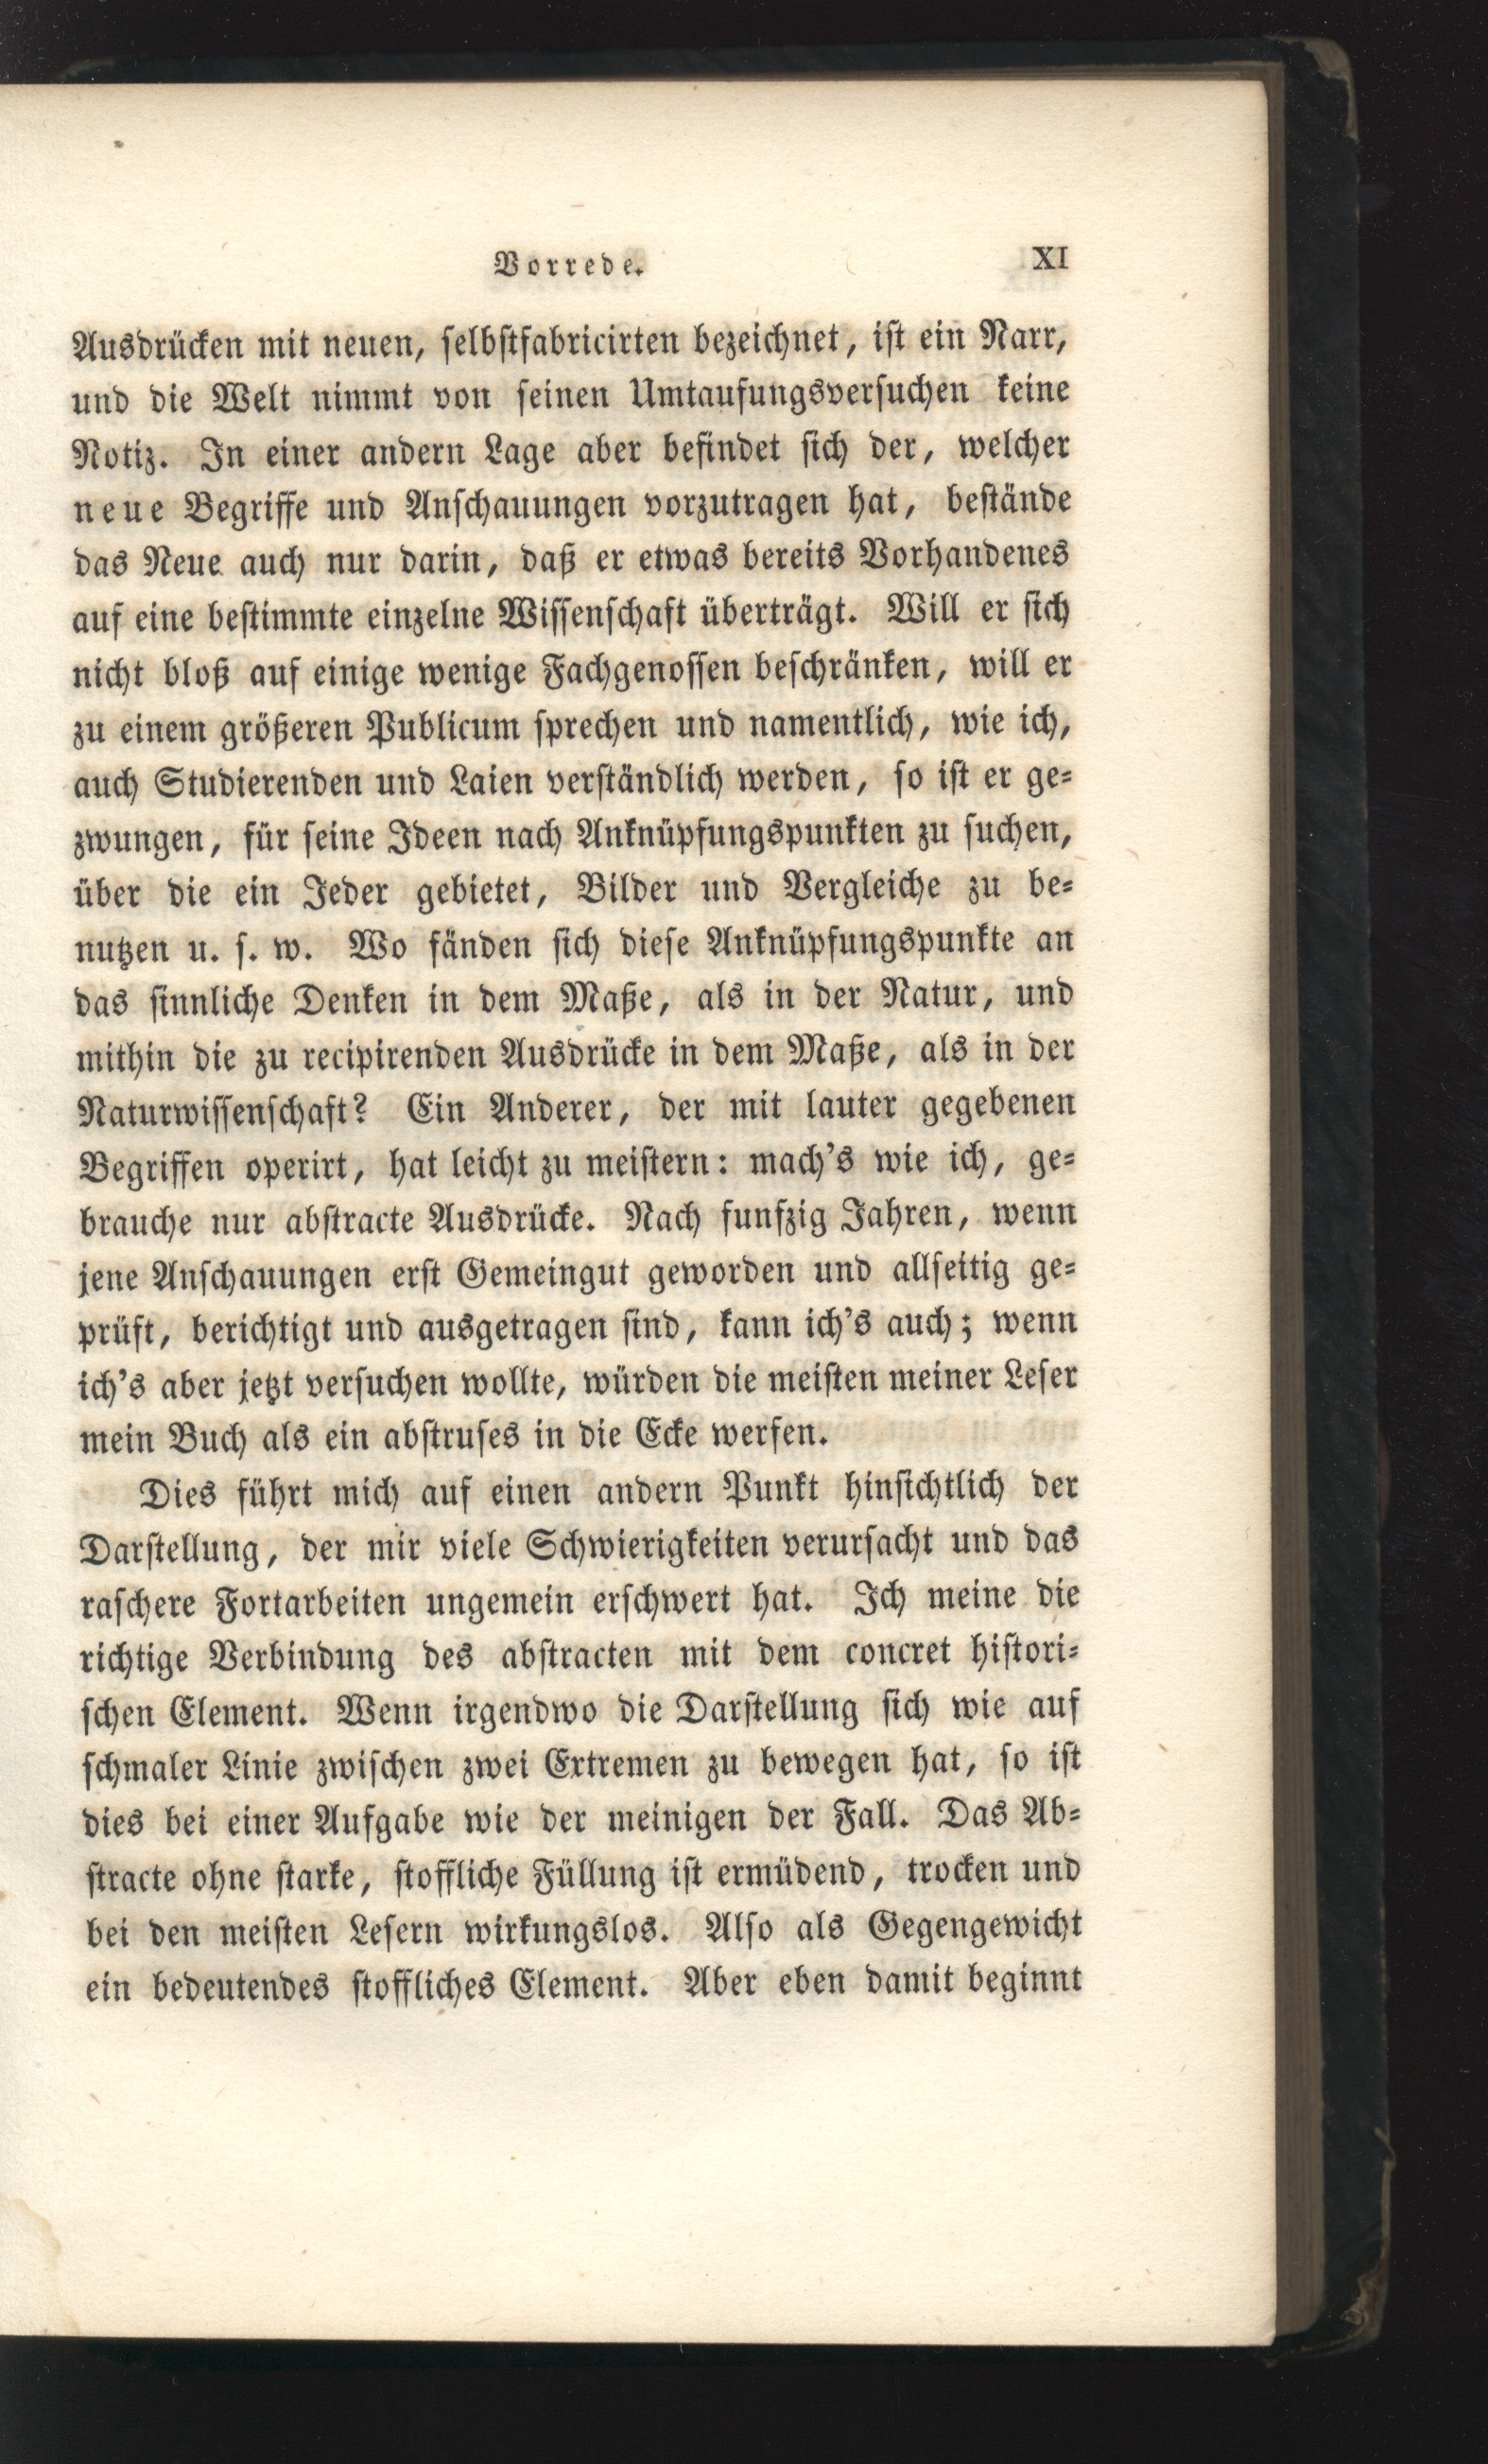 Vorrede.
XI
Ausdrücken mit neuen, selbstfabricirten bezeichnet, ist ein Narr,
und die Welt nimmt von seinen Umtaufungsversuchen keine
Notiz. In einer andern Lage aber befindet sich der, welcher
neue Begriffe und Anschauungen vorzutragen hat, bestände
das Neue auch nur darin, daß er etwas bereits Vorhandenes
auf eine bestimmte einzelne Wissenschaft überträgt. Will er sich
nicht bloß auf einige wenige Fachgenossen beschränken, will er
zu einem größeren Publicum sprechen und namentlich, wie ich,
auch Studierenden und Laien verständlich werden, so ist er ge-
zwungen, für seine Ideen nach Anknüpfungspunkten zu suchen,
über die ein Jeder gebietet, Bilder und Vergleiche zu be-
nutzen u. s. w. Wo fänden sich diese Anknüpfungspunkte an
das sinnliche Denken in dem Maße, als in der Natur, und
mithin die zu recipirenden Ausdrücke in dem Maße, als in der
Naturwissenschaft? Ein Anderer, der mit lauter gegebenen
Begriffen operirt, hat leicht zu meistern: mach's wie ich, ge-
brauche nur abstracte Ausdrücke. Nach funfzig Jahren, wenn
jene Anschauungen erst Gemeingut geworden und allseitig ge-
prüft, berichtigt und ausgetragen sind, kann ich's auch; wenn
ich's aber jetzt versuchen wollte, würden die meisten meiner Leser
mein Buch als ein abstruses in die Ecke werfen.
Dies führt mich auf einen andern Punkt hinsichtlich der
Darstellung, der mir viele Schwierigkeiten verursacht und das
raschere Fortarbeiten ungemein erschwert hat. Ich meine die
richtige Verbindung des abstracten mit dem concret histori-
schen Element. Wenn irgendwo die Darstellung sich wie auf
schmaler Linie zwischen zwei Extremen zu bewegen hat, so ist
dies bei einer Aufgabe wie der meinigen der Fall. Das Ab-
stracte ohne starke, stoffliche Füllung ist ermüdend, trocken und
bei den meisten Lesern wirkungslos. Also als Gegengewicht
ein bedeutendes stoffliches Element. Aber eben damit beginnt